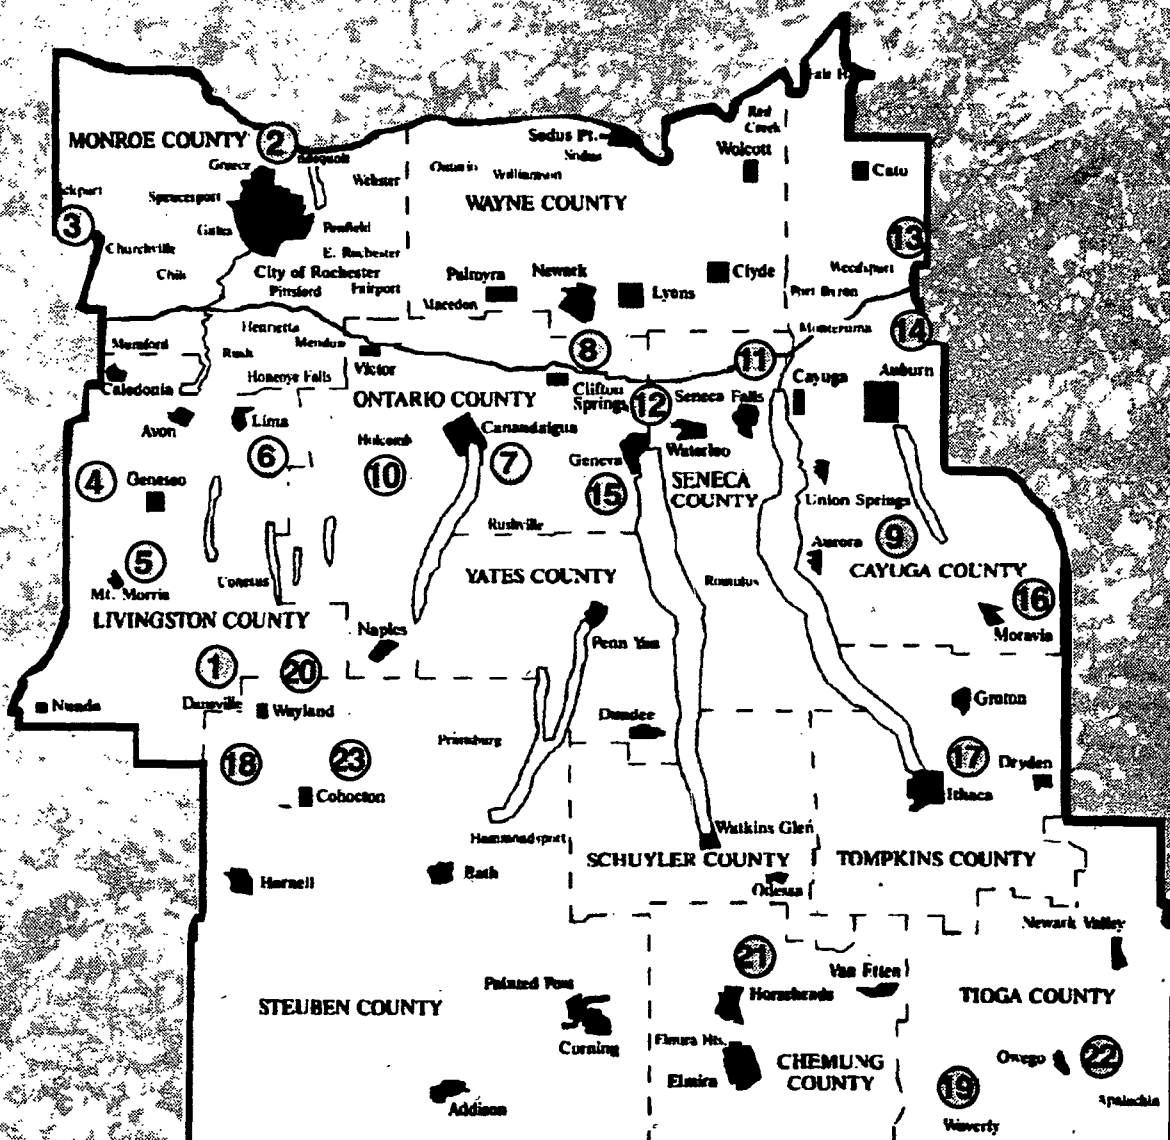 Red
Creek
MONROE COUNTY
2
Sodus Pt.
Sodus
Wolcott
Greece
Webster
Ontario
Williamson
Cato
Spencerport
WAYNE COUNTY
3
Gates
Penfield
13
Churchville
E. Rochester
Chili
City of Rochester
Palmyra
Newark
Clyde
Weedsport
Pittsford
Fairport
Macedon
Lyons
Port Byron
Henrietta
Montezuma
14
Mumford
Rush
Mendon
Victor
8
11
Cayuga
Auburn
Caledonia
Honeoye Falls
ONTARIO COUNTY
Clifton
Springs
12
Seneca Falls
Avon
Lima
Holcomb
Canandaigua
6
10
7
Geneva
Waterloo
4
Geneseo
15
SENECA
COUNTY
Union Springs
Rushville
9
5
Conesus
YATES COUNTY
Romulus
Aurora
CAYUGA COUNTY
Mt. Morris
16
LIVINGSTON COUNTY
Naples
Penn Yan
Moravia
1
20
Nunda
Dansville
Wayland
Dundee
Groton
18
23
17
Dryden
Cohocton
Ithaca
Hammondsport
Watkins Glen
SCHUYLER COUNTY
TOMPKINS COUNTY
Hornell
Bath
Odessa
Newark Valley
21
Van Etten
Painted Post
Horseheads
STEUBEN COUNTY
TIOGA COUNTY
Corning
Elmira Hts.
CHEMUNG
COUNTY
Owego
22
Elmira
19
Addison
Apalachin
Waverly